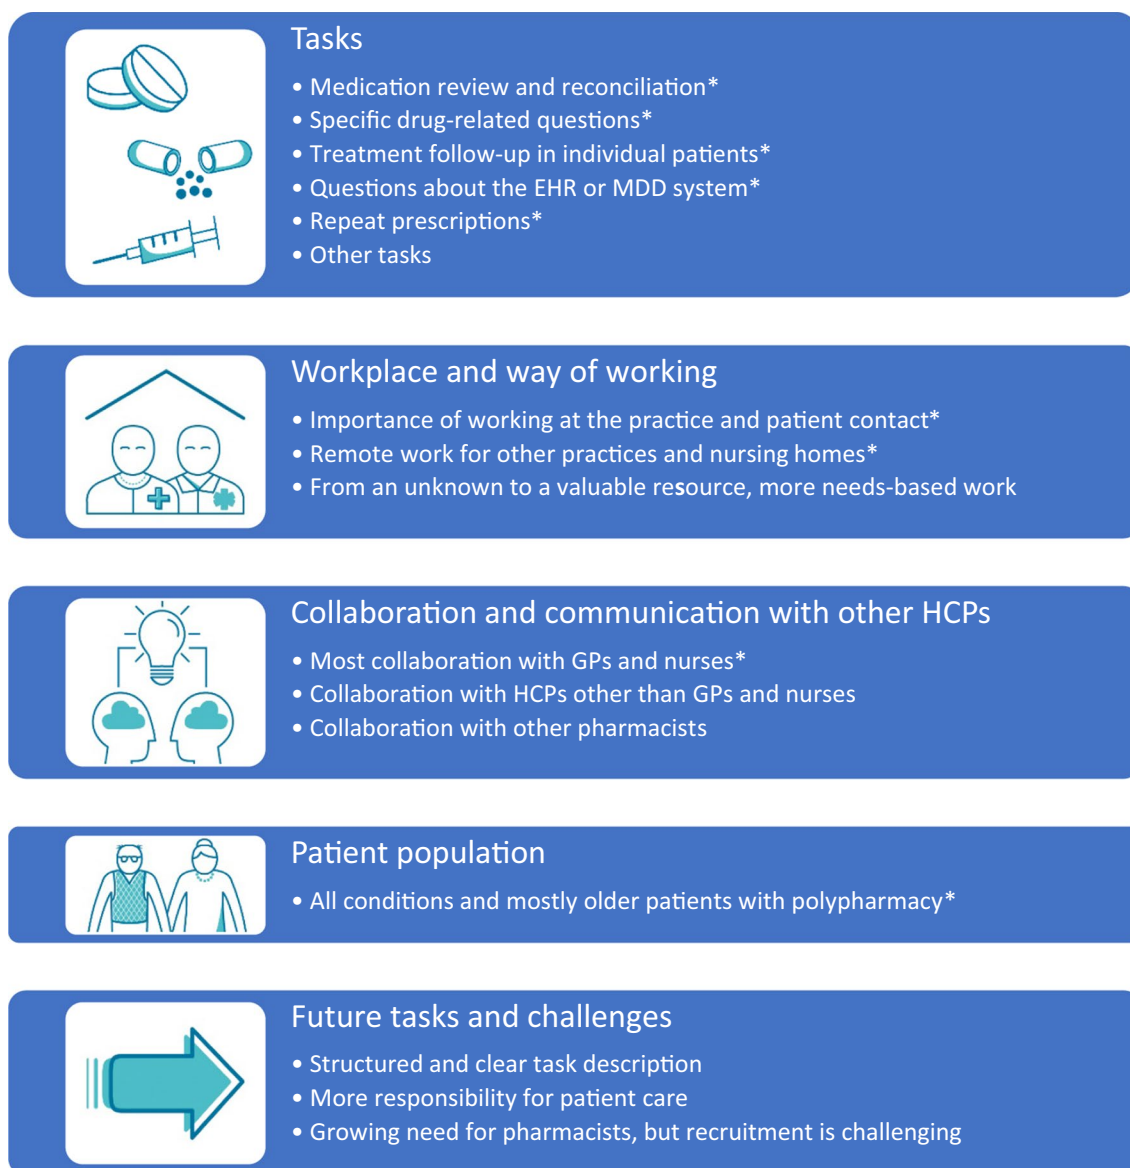 Tasks
• Medication review and reconciliation*
• Specific drug-related questions*
• Treatment follow-up in individual patients*
• Questions about the EHR or MDD system*
• Repeat prescriptions*
• Other tasks
Workplace and way of working
• Importance of working at the practice and patient contact*
• Remote work for other practices and nursing homes*
• From an unknown to a valuable resource, more needs-based work
Collaboration and communication with other HCPs
• Most collaboration with GPs and nurses*
• Collaboration with HCPs other than GPs and nurses
• Collaboration with other pharmacists
Patient population
• All conditions and mostly older patients with polypharmacy*
Future tasks and challenges
• Structured and clear task description
• More responsibility for patient care
• Growing need for pharmacists, but recruitment is challenging